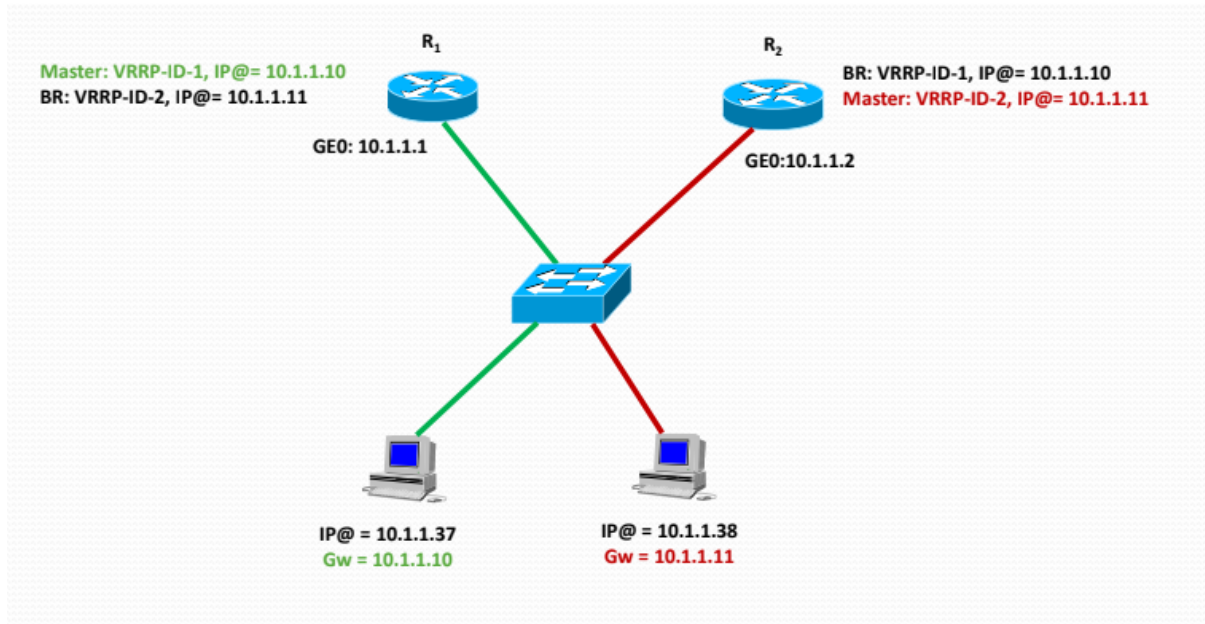 R1
R2
Master: VRRP-ID-1, IP@= 10.1.1.10
BR: VRRP-ID-2, IP@= 10.1.1.11
BR: VRRP-ID-1, IP@= 10.1.1.10
Master: VRRP-ID-2, IP@= 10.1.1.11
GE0: 10.1.1.1
GE0:10.1.1.2
IP@ = 10.1.1.37
Gw = 10.1.1.10
IP@ = 10.1.1.38
Gw = 10.1.1.11